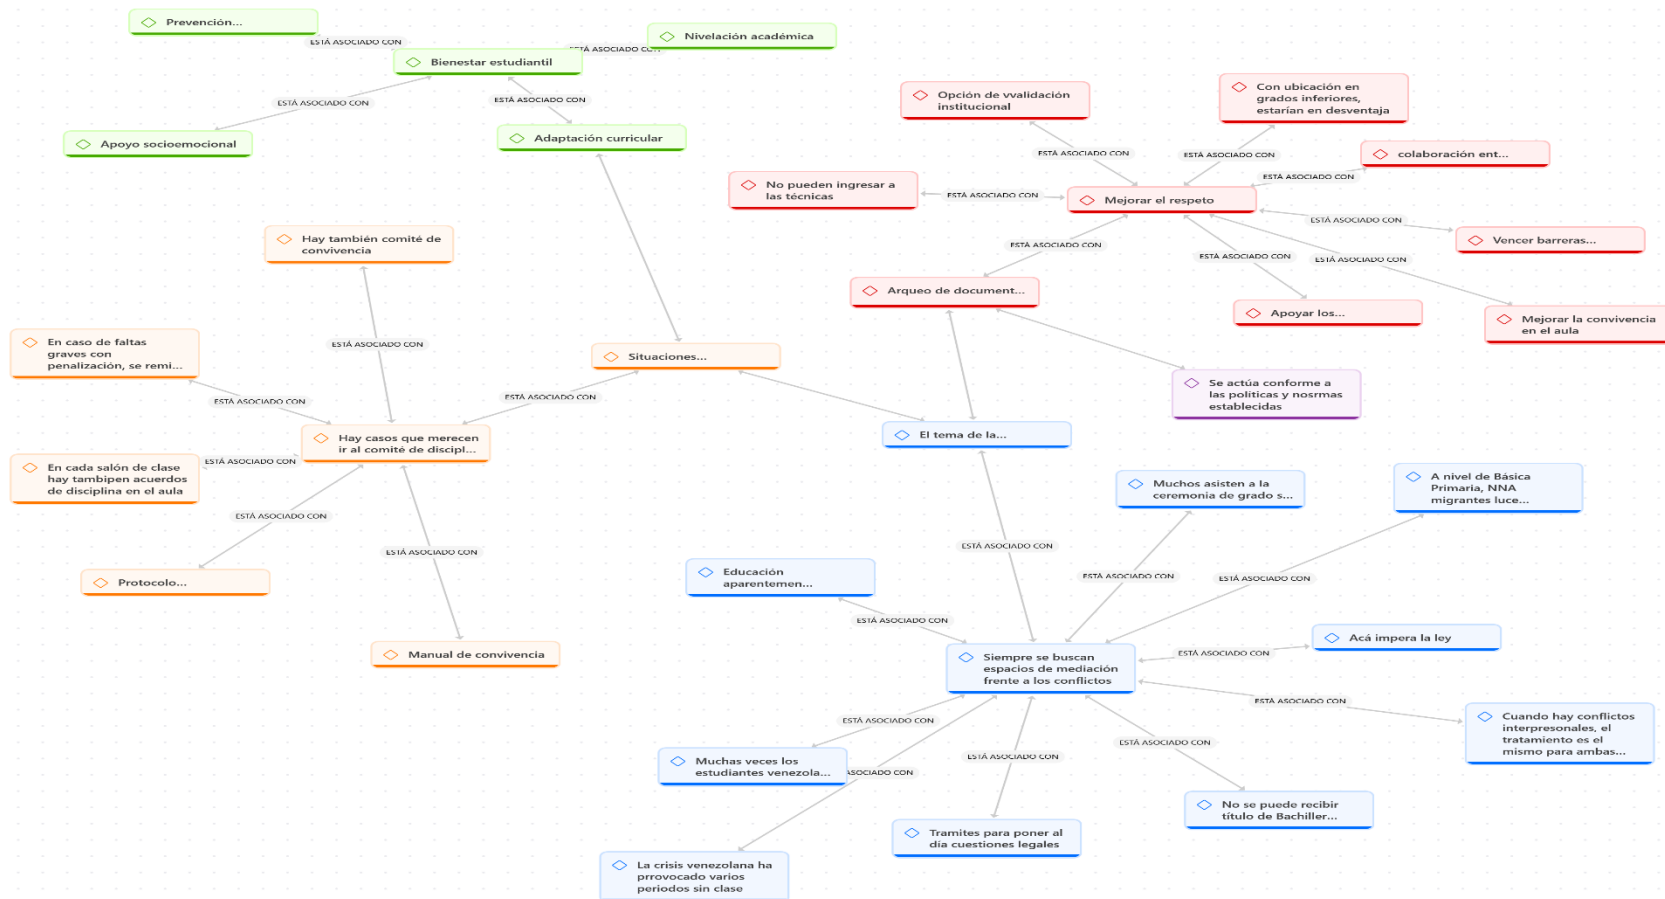 Prevención...
ESTÁ ASOCIADO CON
Nivelación académica
ESTÁ ASOCIADO CON
Bienestar estudiantil
ESTÁ ASOCIADO CON
ESTÁ ASOCIADO CON
Apoyo socioemocional
Adaptación curricular
Opción de vvalidación
institucional
Con ubicación en
grados inferiores,
estarían en desventaja
ESTÁ ASOCIADO CON
ESTÁ ASOCIADO CON
colaboración ent...
ESTÁ ASOCIADO CON
No pueden ingresar a
las técnicas
ESTÁ ASOCIADO CON
Mejorar el respeto
ESTÁ ASOCIADO CON
Vencer barreras...
ESTÁ ASOCIADO CON
ESTÁ ASOCIADO CON
ESTÁ ASOCIADO CON
Arqueo de document...
Apoyar los...
Mejorar la convivencia
en el aula
Hay también comité de
convivencia
ESTÁ ASOCIADO CON
En caso de faltas
graves con
penalización, se remi...
ESTÁ ASOCIADO CON
Situaciones...
ESTÁ ASOCIADO CON
Se actúa conforme a
las políticas y nosrmas
establecidas
Hay casos que merecen
ir al comité de discipl...
El tema de la...
En cada salón de clase
hay tambipen acuerdos
de disciplina en el aula
ESTÁ ASOCIADO CON
ESTÁ ASOCIADO CON
Protocolo...
ESTÁ ASOCIADO CON
Manual de convivencia
Muchos asisten a la
ceremonia de grado s...
A nivel de Básica
Primaria, NNA
migrantes luce...
ESTÁ ASOCIADO CON
ESTÁ ASOCIADO CON
ESTÁ ASOCIADO CON
Educación
aparentemen...
ESTÁ ASOCIADO CON
Siempre se buscan
espacios de mediación
frente a los conflictos
Acá impera la ley
ESTÁ ASOCIADO CON
ESTÁ ASOCIADO CON
Cuando hay conflictos
interpresonales, el
tratamiento es el
mismo para ambas...
ESTÁ ASOCIADO CON
ESTÁ ASOCIADO CON
ESTÁ ASOCIADO CON
Muchas veces los
estudiantes venezola...
ASOCIADO CON
No se puede recibir
título de Bachiller...
Tramites para poner al
día cuestiones legales
La crisis venezolana ha
prrovocado varios
periodos sin clase